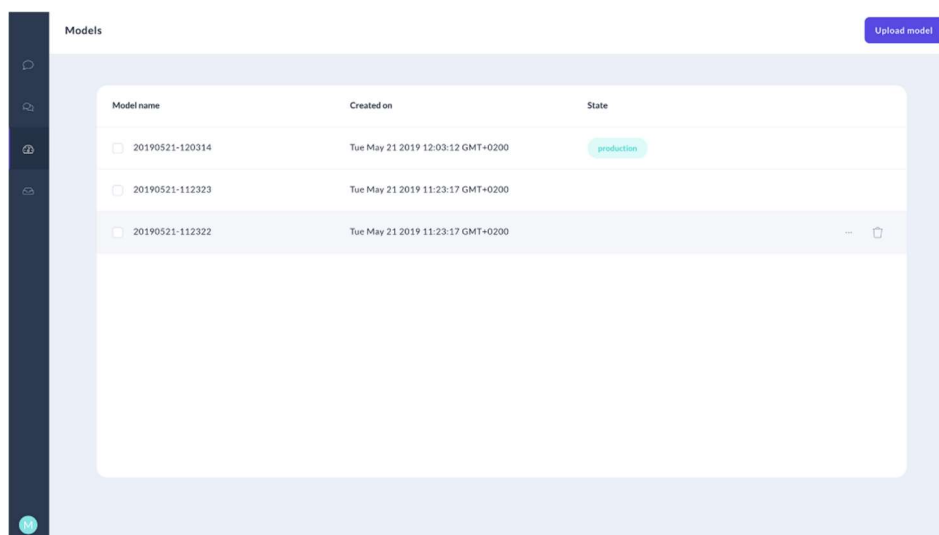 Models
Upload model
Model name Created on State
20190521-120314 Tue May 21 2019 12:03:12 GMT+0200 production
20190521-112323 Tue May 21 2019 11:23:17 GMT+0200
20190521-112322 Tue May 21 2019 11:23:17 GMT+0200
M